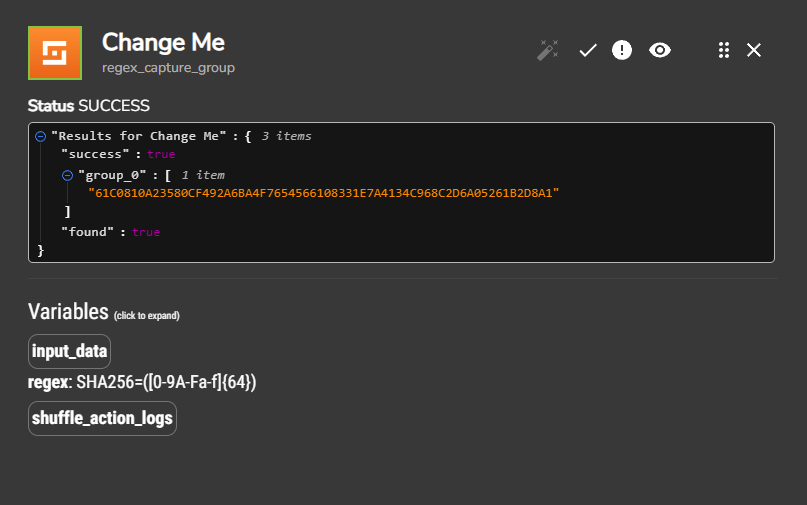 Change Me
regex_capture_group
Status SUCCESS
"Results for Change Me" : { 3 items
"success" : true
"group_0" : [ 1 item
"61C0810A23580CF492A6BA4F7654566108331E7A4134C968C2D6A05261B2D8A1"
]
"found" : true
}
Variables (click to expand)
input_data
regex: SHA256=([0-9A-Fa-f]{64})
shuffle_action_logs